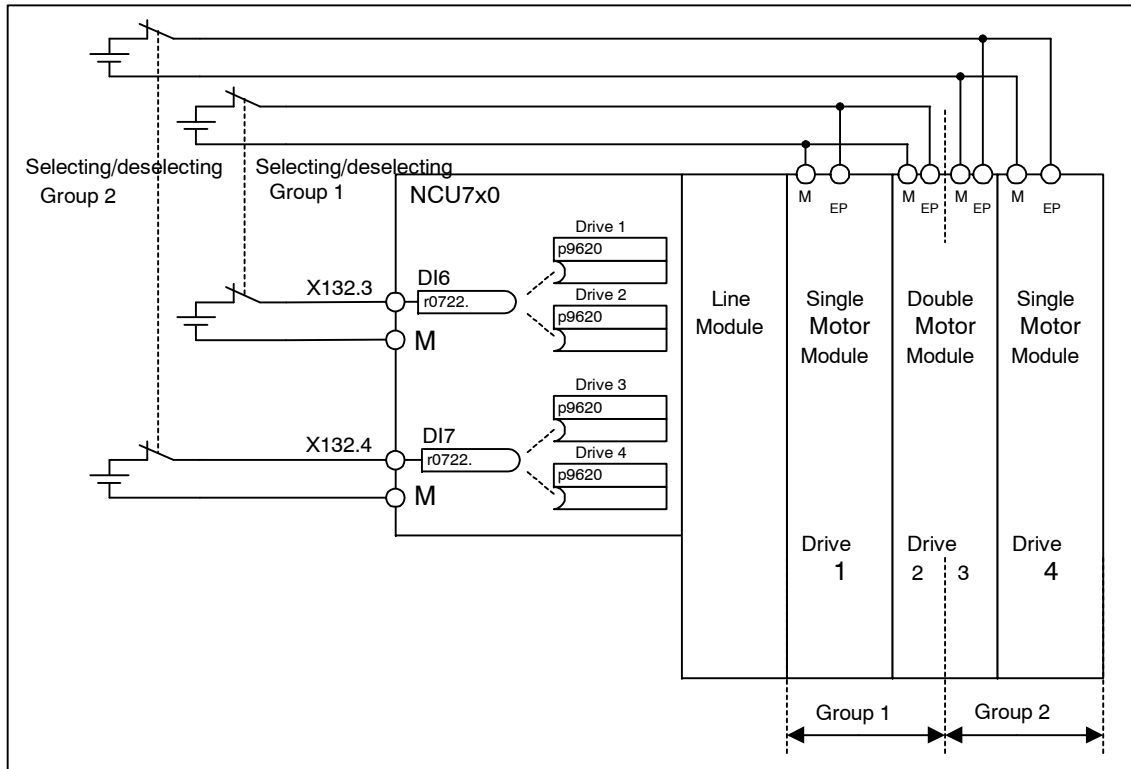 Selecting/deselecting
Group 2
Selecting/deselecting
Group 1
NCU7x0
X132.3
DI6
r0722.
M
Drive 1
p9620
Drive 2
p9620
X132.4
DI7
r0722.
M
Drive 3
p9620
Drive 4
p9620
Line
Module
M
EP
Single
Motor
Module
Drive
1
M
EP
M
EP
Double
Motor
Module
Drive
2 3
M
EP
Single
Motor
Module
Drive
4
Group 1
Group 2